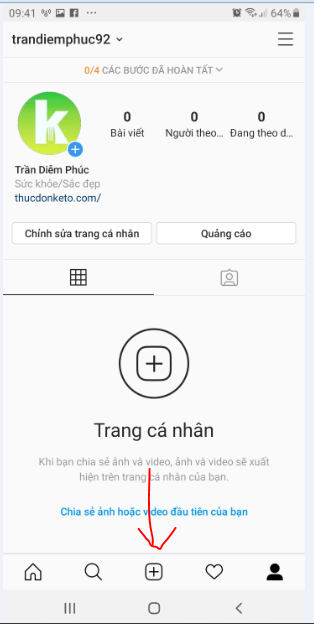 09:41 64%
trandiemphuc92
0/4 CÁC BƯỚC ĐÃ HOÀN TẤT
k
0 0 0
Bài viết Người theo... Đang theo d...
Trần Diễm Phúc
Sức khỏe/Sắc đẹp
thucdonketo.com/
Chỉnh sửa trang cá nhân Quảng cáo
Trang cá nhân
Khi bạn chia sẻ ảnh và video, ảnh và video sẽ xuất
hiện trên trang cá nhân của bạn.
Chia sẻ ảnh hoặc video đầu tiên của bạn